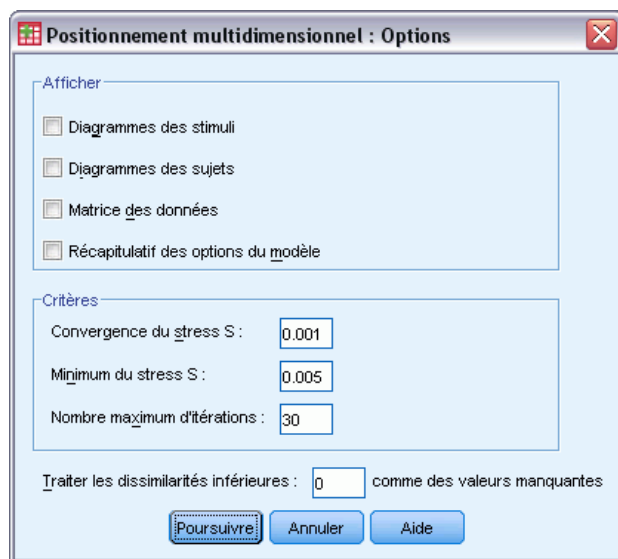 Positionnement multidimensionnel : Options
Afficher
Diagrammes des stimuli
Diagrammes des sujets
Matrice des données
Récapitulatif des options du modèle
Critères
Convergence du stress S : 0.001
Minimum du stress S : 0.005
Nombre maximum d'itérations : 30
Traiter les dissimilarités inférieures : 0 comme des valeurs manquantes
Poursuivre Annuler Aide